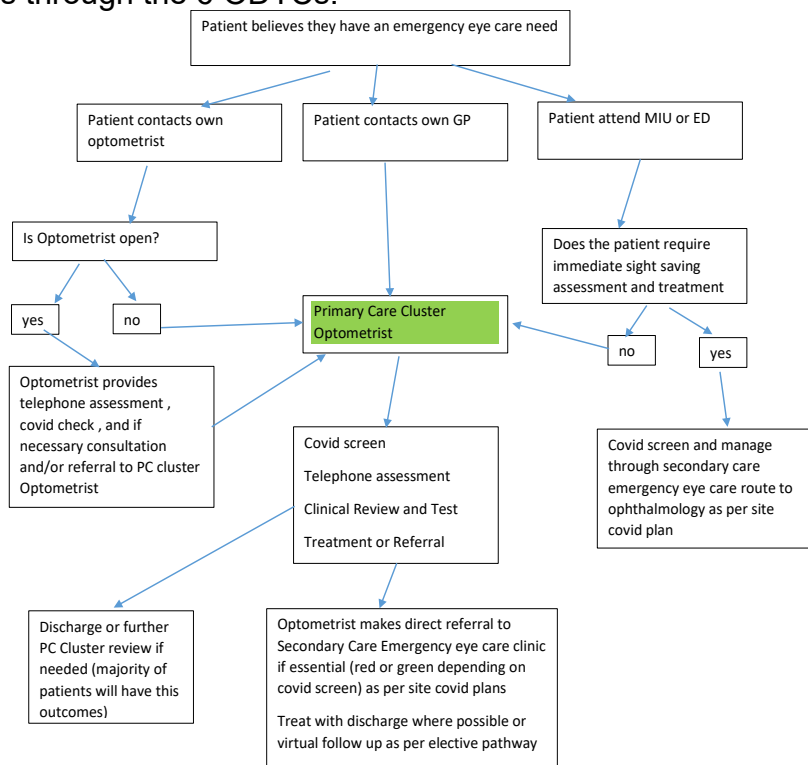 s through the
Patient believes they have an emergency eye care need
Patient contacts own
optometrist
Patient contacts own GP
Patient attend MIU or ED
Is Optometrist open?
Does the patient require
immediate sight saving
assessment and treatment
yes
no
Primary Care Cluster
Optometrist
no
yes
Optometrist provides
telephone assessment ,
covid check , and if
necessary consultation
and/or referral to PC cluster
Optometrist
Covid screen
Telephone assessment
Clinical Review and Test
Treatment or Referral
Covid screen and manage
through secondary care
emergency eye care route to
ophthalmology as per site
covid plan
Discharge or further
PC Cluster review if
needed (majority of
patients will have this
outcomes)
Optometrist makes direct referral to
Secondary Care Emergency eye care clinic
if essential (red or green depending on
covid screen) as per site covid plans
Treat with discharge where possible or
virtual follow up as per elective pathway